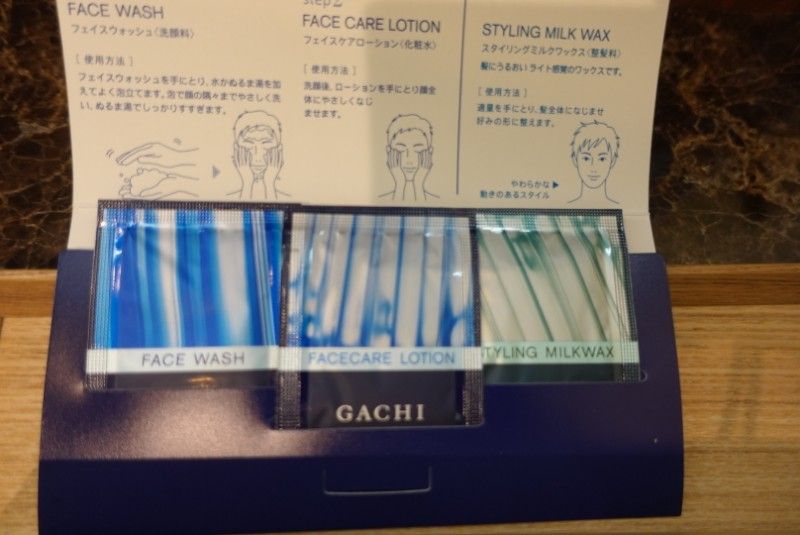 FACE WASH
フェイスウォッシュ〈洗顔料〉
[ 使用方法 ]
フェイスウォッシュを手にとり、水かぬるま湯を加
えてよく泡立てます。泡で顔の隅々までやさしく洗
い、ぬるま湯でしっかりすすぎます。
step2
FACE CARE LOTION
フェイスケアローション〈化粧水〉
[ 使用方法 ]
洗顔後、ローションを手にとり顔全
体にやさしくなじ
ませます。
STYLING MILK WAX
スタイリングミルクワックス〈整髪料〉
髪にうるおい ライト感覚のワックスです。
[ 使用方法 ]
適量を手にとり、髪全体になじませ
好みの形に整えます。
やわらかな▶
動きのあるスタイル
FACE WASH
FACECARE LOTION
GACHI
STYLING MILKWAX